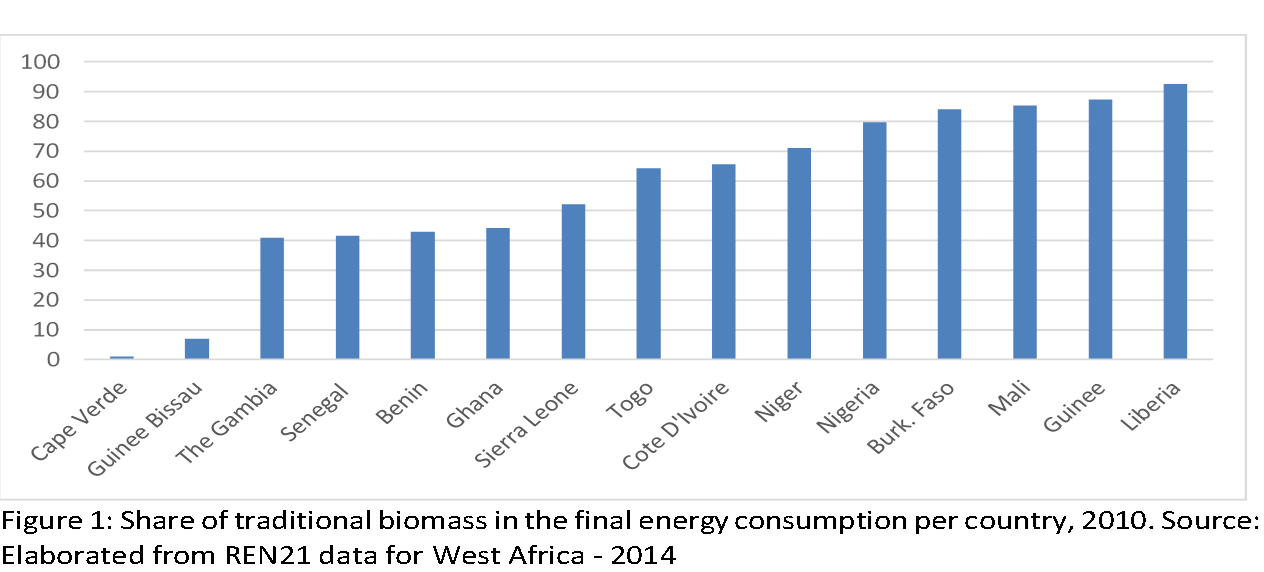 100
90
80
70
60
50
40
30
20
10
0
Cape Verde
Guinee Bissau
The Gambia
Senegal
Benin
Ghana
Sierra Leone
Togo
Cote D'Ivoire
Niger
Nigeria
Burk. Faso
Mali
Guinee
Liberia
Figure 1: Share of traditional biomass in the final energy consumption per country, 2010. Source:
Elaborated from REN21 data for West Africa - 2014